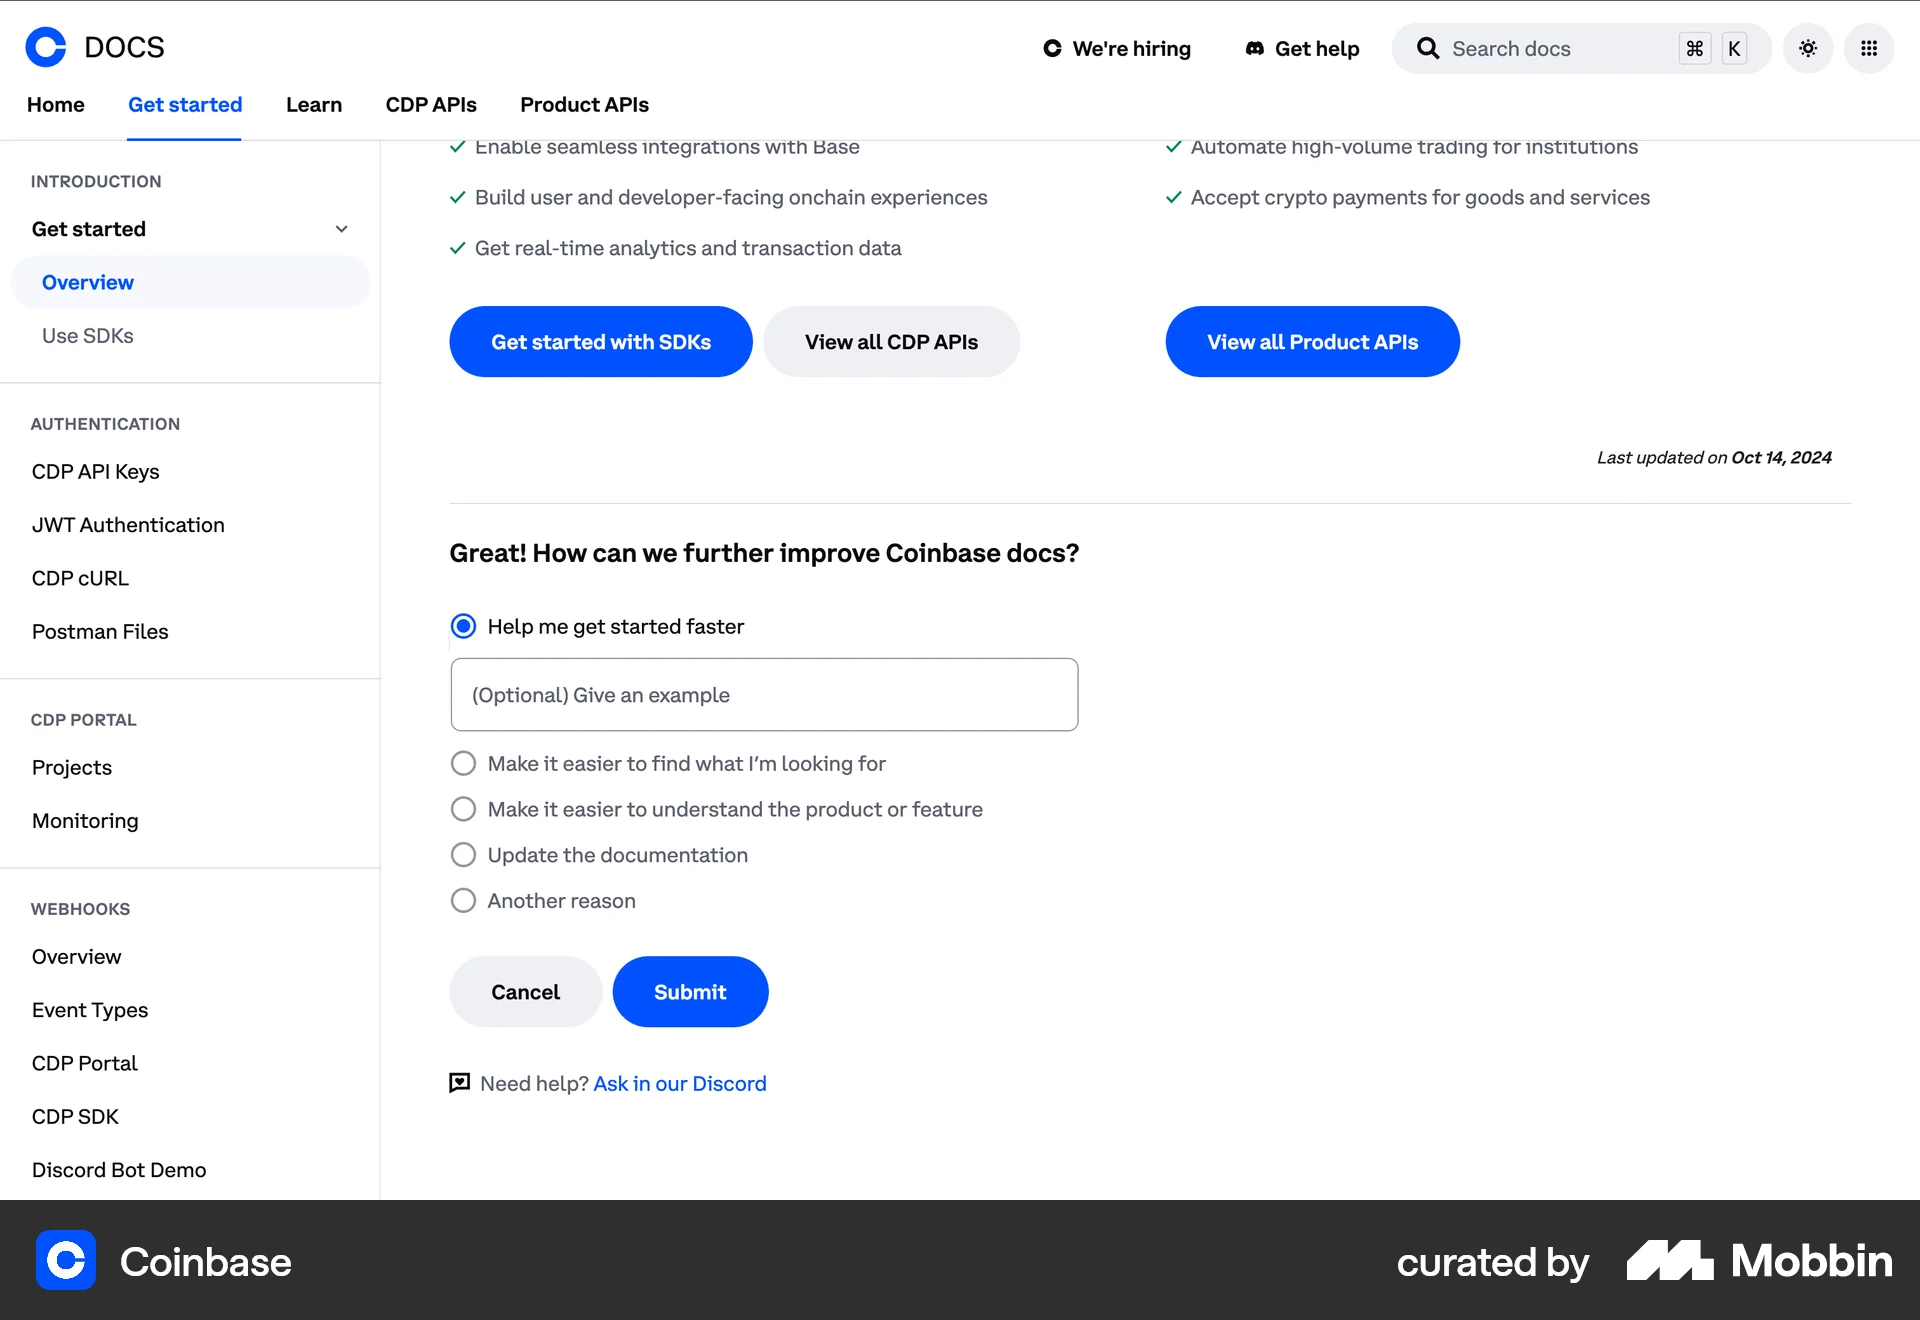 DOCS
We're hiring
Get help
Search docs
⌘ K
Home
Get started
Learn
CDP APIs
Product APIs
INTRODUCTION
Get started
Overview
Use SDKs
AUTHENTICATION
CDP API Keys
JWT Authentication
CDP cURL
Postman Files
CDP PORTAL
Projects
Monitoring
WEBHOOKS
Overview
Event Types
CDP Portal
CDP SDK
Discord Bot Demo
Enable seamless integrations with Base
Build user and developer-facing onchain experiences
Get real-time analytics and transaction data
Get started with SDKs
View all CDP APIs
Automate high-volume trading for institutions
Accept crypto payments for goods and services
View all Product APIs
Last updated on Oct 14, 2024
Great! How can we further improve Coinbase docs?
Help me get started faster
(Optional) Give an example
Make it easier to find what I’m looking for
Make it easier to understand the product or feature
Update the documentation
Another reason
Cancel
Submit
Need help? Ask in our Discord
Coinbase
curated by
Mobbin